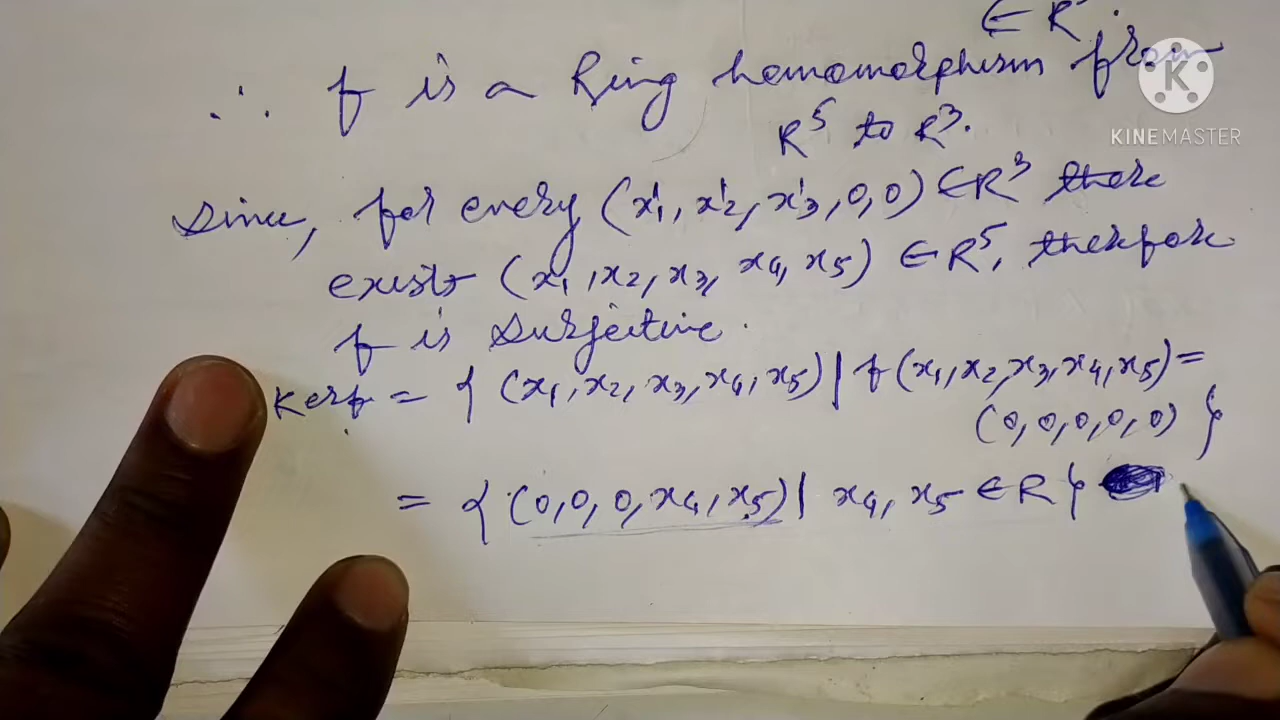 ∈ R
∴ f is a Ring homomorphism from
R⁵ to R³.
since, for every (x'₁, x'₂, x'₃, 0, 0) ∈ R³ there
exists (x₁, x₂, x₃, x₄, x₅) ∈ R⁵, therefore
f is surjective.
Kerf = { (x₁, x₂, x₃, x₄, x₅) | f(x₁, x₂, x₃, x₄, x₅) =
(0, 0, 0, 0, 0) }
= { (0, 0, 0, x₄, x₅) | x₄, x₅ ∈ R }
K
KINEMASTER